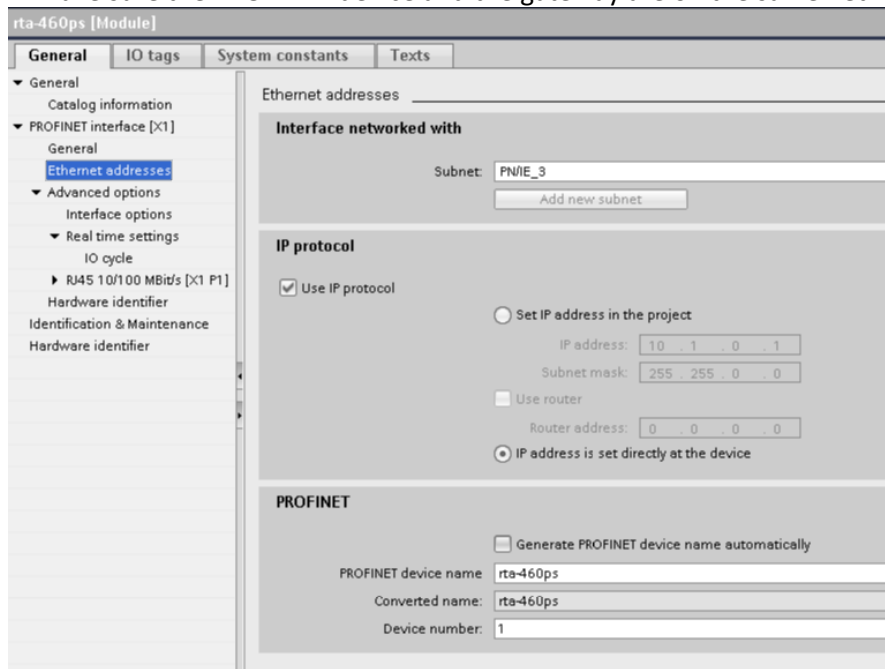 rta-460ps [Module]
General IO tags System constants Texts
General
Catalog information
PROFINET interface [X1]
General
Ethernet addresses
Advanced options
Interface options
Real time settings
IO cycle
RJ45 10/100 MBit/s [X1 P1]
Hardware identifier
Identification & Maintenance
Hardware identifier
Ethernet addresses
Interface networked with
Subnet: PN/IE_3
Add new subnet
IP protocol
Use IP protocol
Set IP address in the project
IP address: 10 . 1 . 0 . 1
Subnet mask: 255 . 255 . 0 . 0
Use router
Router address: 0 . 0 . 0 . 0
IP address is set directly at the device
PROFINET
Generate PROFINET device name automatically
PROFINET device name rta-460ps
Converted name: rta-460ps
Device number: 1